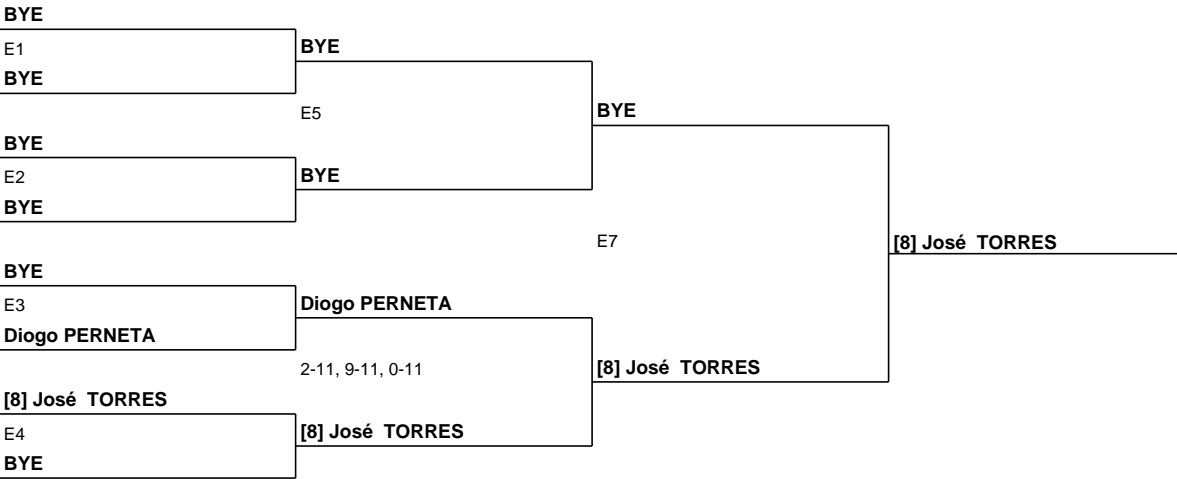 BYE
E1
BYE
BYE
E5
BYE
BYE
E2
BYE
BYE
E7
[8] José TORRES
BYE
E3
Diogo PERNETA
Diogo PERNETA
2-11, 9-11, 0-11
[8] José TORRES
[8] José TORRES
E4
[8] José TORRES
BYE